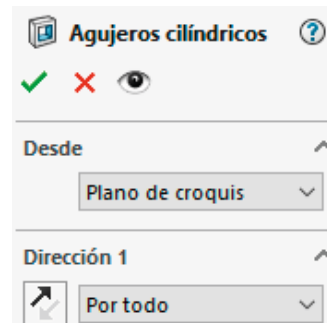 Agujeros cilíndricos ?
Desde
Plano de croquis
Dirección 1
Por todo